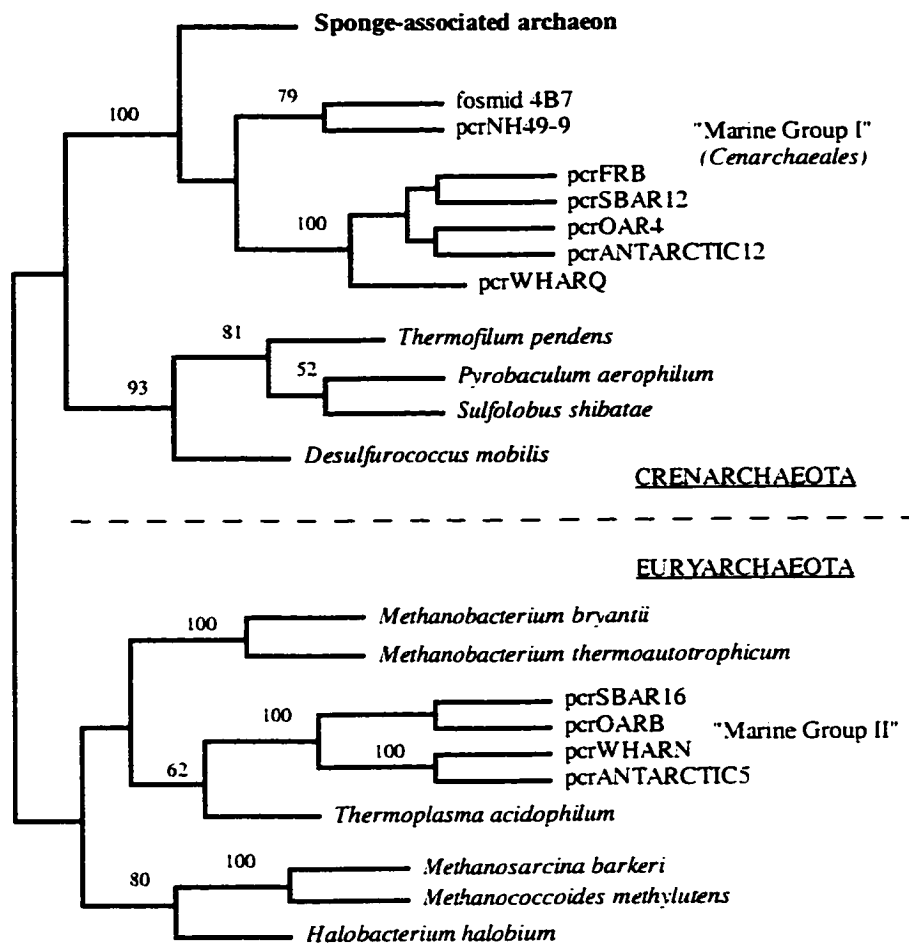 Sponge-associated archaeon
79
fosmid 4B7
100
pcrNH49-9
"Marine Group I"
(Cenarchaeales)
pcrFRB
pcrSBAR12
100
pcrOAR4
pcrANTARCTIC12
pcrWHARQ
81
Thermofilum pendens
52
Pyrobaculum aerophilum
93
Sulfolobus shibatae
Desulfurococcus mobilis
CRENARCHAEOTA
EURYARCHAEOTA
100
Methanobacterium bryantii
Methanobacterium thermoautotrophicum
pcrSBAR16
100
pcrOARB
"Marine Group II"
100
pcrWHARN
62
pcrANTARCTIC5
Thermoplasma acidophilum
100
Methanosarcina barkeri
80
Methanococcoides methylutens
Halobacterium halobium